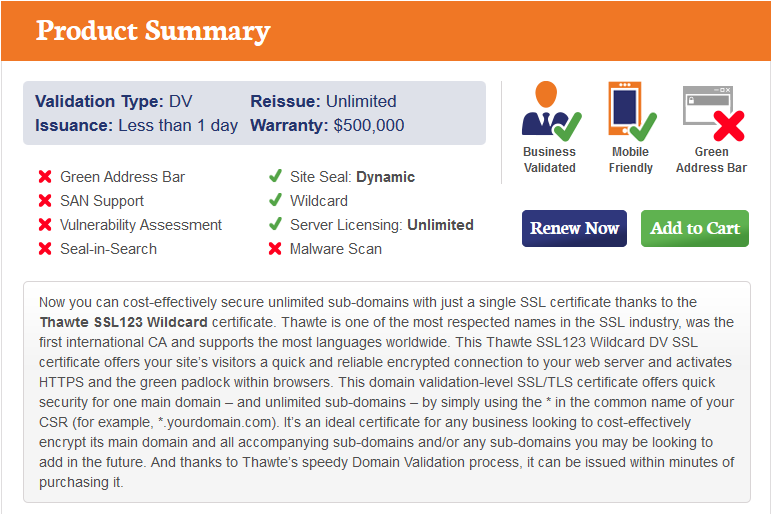 Product Summary
Validation Type: DV Reissue: Unlimited
Issuance: Less than 1 day Warranty: $500,000
Business Validated
Mobile Friendly
Green Address Bar
Green Address Bar
SAN Support
Vulnerability Assessment
Seal-in-Search
Site Seal: Dynamic
Wildcard
Server Licensing: Unlimited
Malware Scan
Renew Now
Add to Cart
Now you can cost-effectively secure unlimited sub-domains with just a single SSL certificate thanks to the
Thawte SSL123 Wildcard certificate. Thawte is one of the most respected names in the SSL industry, was the
first international CA and supports the most languages worldwide. This Thawte SSL123 Wildcard DV SSL
certificate offers your site's visitors a quick and reliable encrypted connection to your web server and activates
HTTPS and the green padlock within browsers. This domain validation-level SSL/TLS certificate offers quick
security for one main domain – and unlimited sub-domains – by simply using the * in the common name of your
CSR (for example, *.yourdomain.com). It's an ideal certificate for any business looking to cost-effectively
encrypt its main domain and all accompanying sub-domains and/or any sub-domains you may be looking to
add in the future. And thanks to Thawte's speedy Domain Validation process, it can be issued within minutes of
purchasing it.